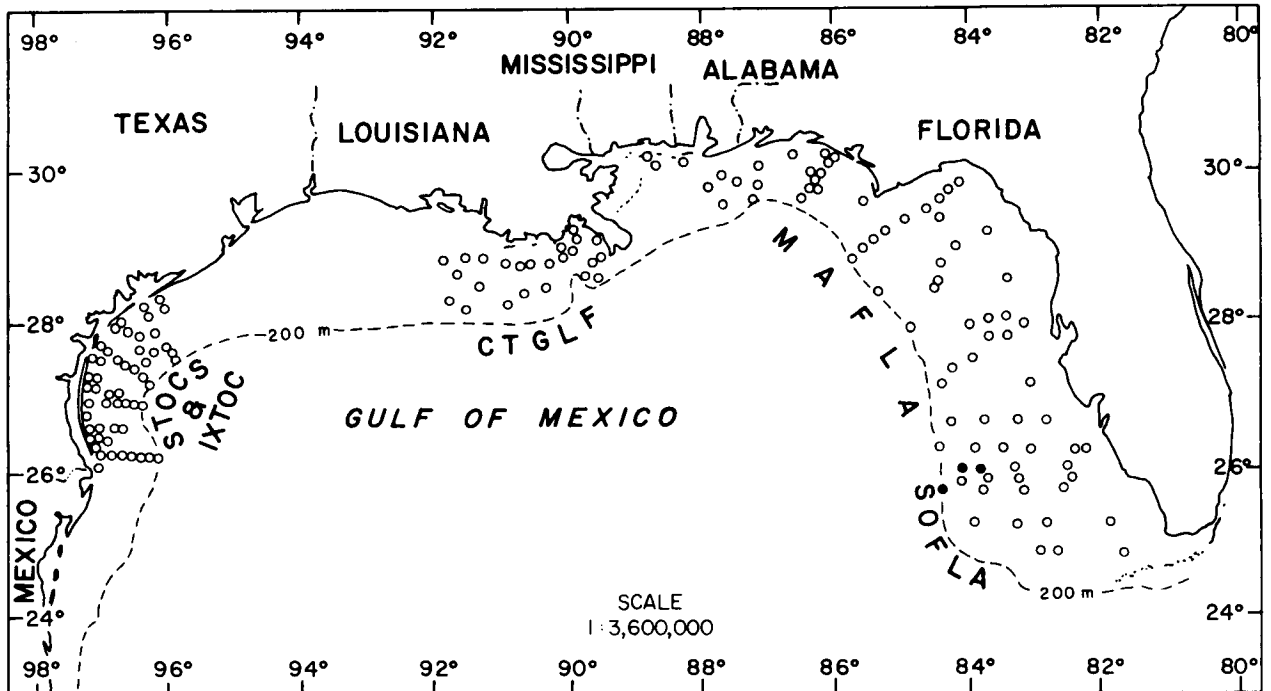 98° 96° 94° 92° 90° 88° 86° 84° 82° 80°
MISSISSIPPI ALABAMA
TEXAS LOUISIANA FLORIDA
30° 30°
MAFLA
28° 200 m 28°
CTGLF
STOCS
&
IXTOC
GULF OF MEXICO
26° 26°
SOFLA
MEXICO
200 m
24° 24°
SCALE
1:3,600,000
98° 96° 94° 92° 90° 88° 86° 84° 82° 80°